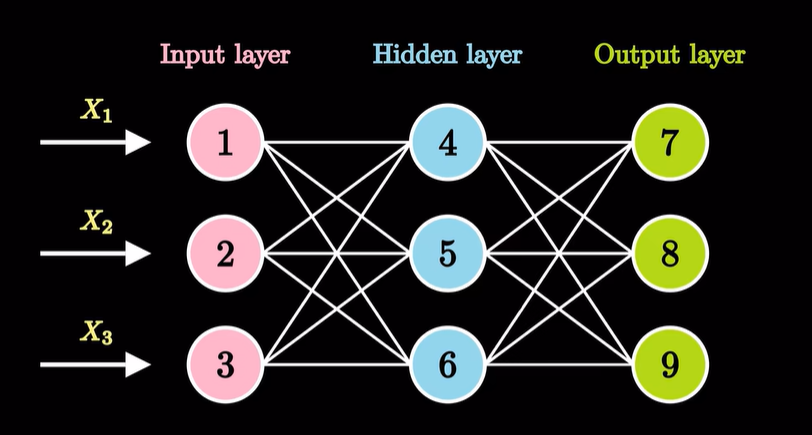 Input layer Hidden layer Output layer
X₁
1 4 7
X₂
2 5 8
X₃
3 6 9